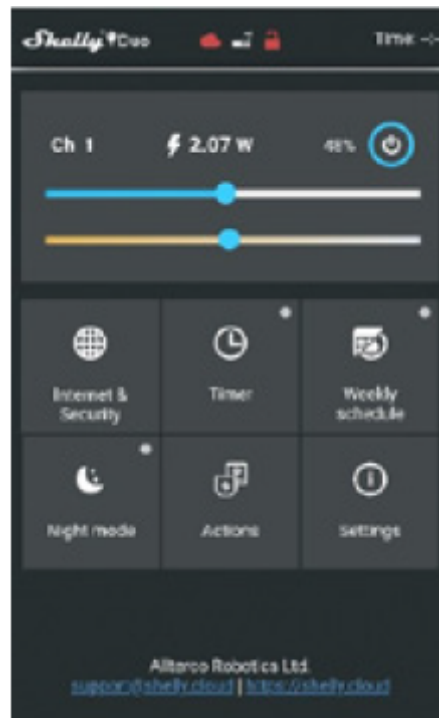 Shelly Duo Time: --:--
Ch 1 2.07 W 48%
Internet & Security
Timer
Weekly schedule
Night mode
Actions
Settings
Allterco Robotics Ltd.
support@shelly.cloud | https://shelly.cloud